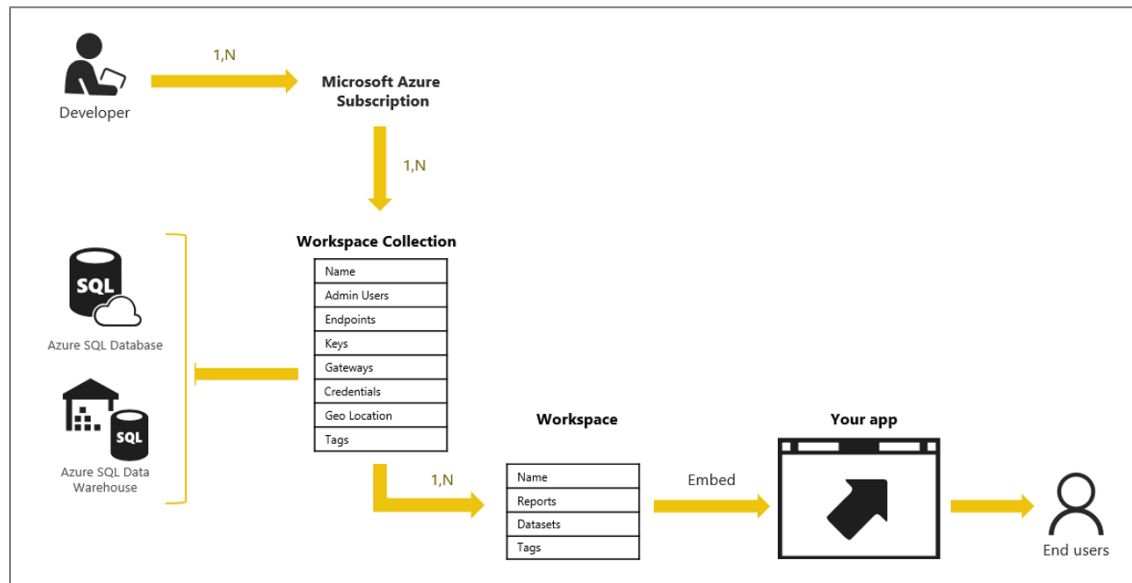 1,N
Developer
Microsoft Azure
Subscription
1,N
Workspace Collection
Name
Admin Users
Endpoints
Keys
Gateways
Credentials
Geo Location
Tags
SQL
Azure SQL Database
SQL
Azure SQL Data
Warehouse
1,N
Workspace
Name
Reports
Datasets
Tags
Embed
Your app
End users